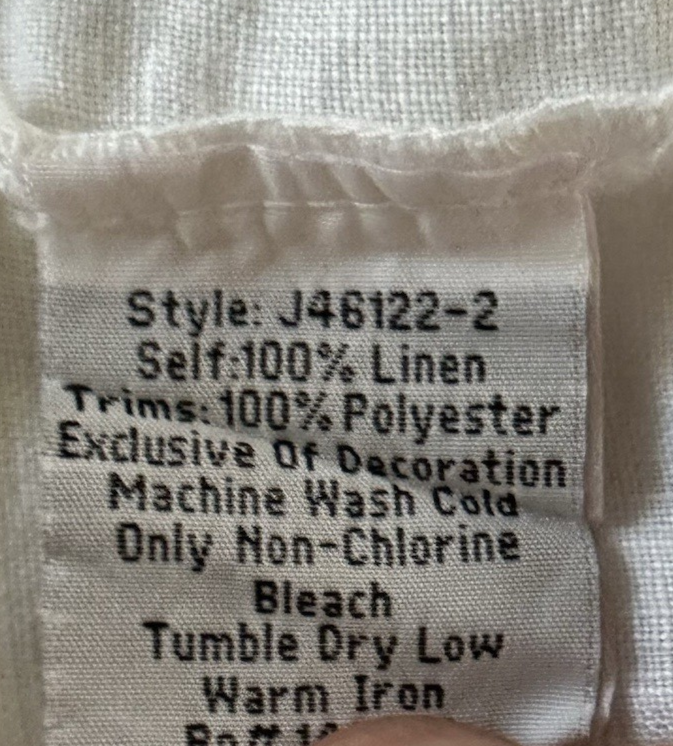 Style: J46122-2
Self:100% Linen
Trims: 100% Polyester
Exclusive Of Decoration
Machine Wash Cold
Only Non-Chlorine
Bleach
Tumble Dry Low
Warm Iron